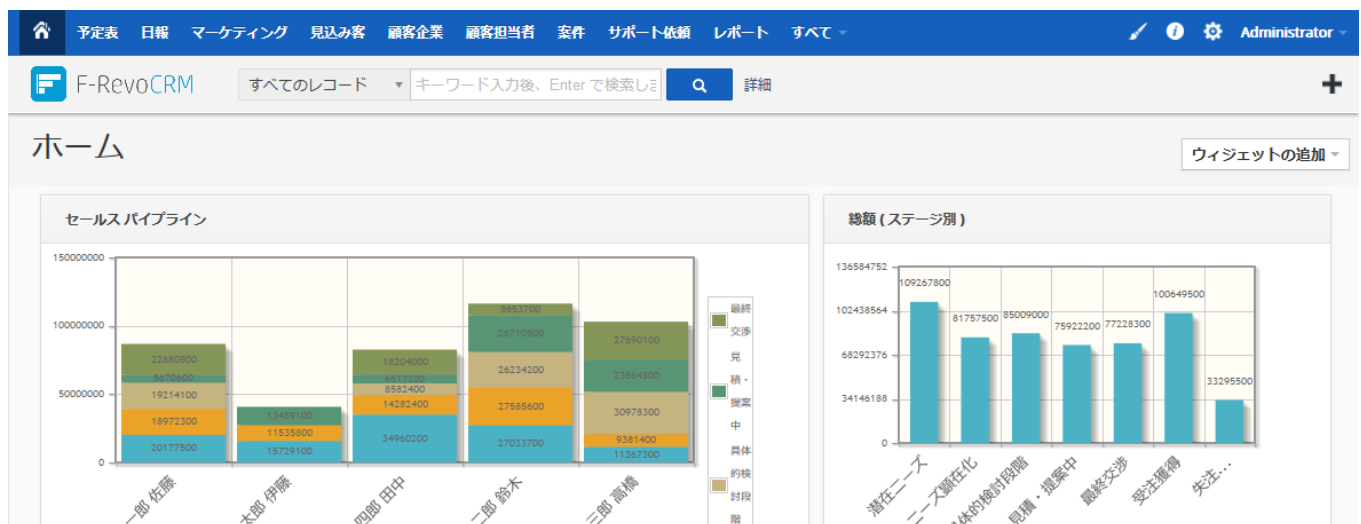 予定表 日報 マーケティング 見込み客 顧客企業 顧客担当者 案件 サポート依頼 レポート すべて Administrator
F-RevoCRM すべてのレコード キーワード入力後、Enter で検索しま 詳細
ホーム
ウィジェットの追加
セールス パイプライン
150000000
100000000
50000000
0
22680500
5670600
19214100
18972300
20177500
13459100
11535800
15729100
18204000
6517200
8582400
14282400
34960200
8653700
26710800
26234200
27585600
27033700
27690100
23564500
30978300
9381400
11367300
一郎 佐藤
太郎 伊藤
四郎 田中
二郎 鈴木
三郎 高橋
最終
交渉
見
積・
提案
中
具体
的検
討段
階
総額 ( ステージ別 )
136584752
102438564
68292376
34146188
0
109267800
81757500
85009000
75922200
77228300
100649500
33295500
潜在ニーズ
ニーズ顕在化
体的検討段階
見積・提案中
最終交渉
受注獲得
失注…